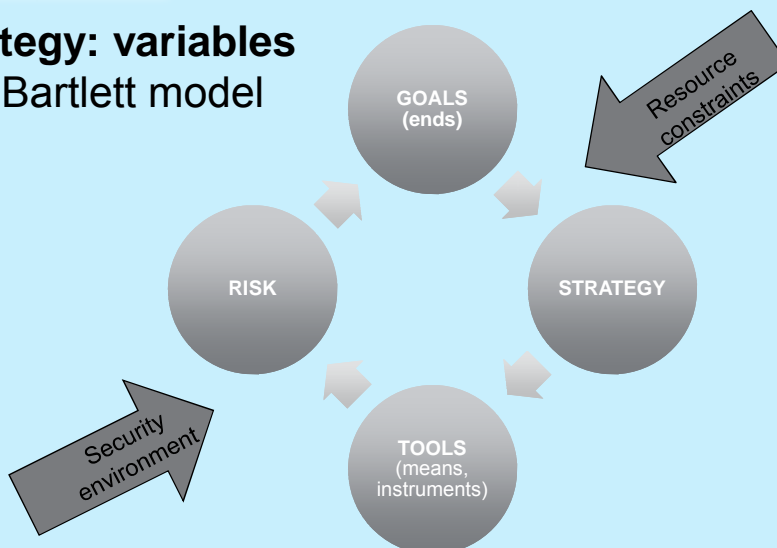 tegy: variables
Bartlett model
GOALS
(ends)
Resource
constraints
RISK
STRATEGY
Security
environment
TOOLS
(means,
instruments)